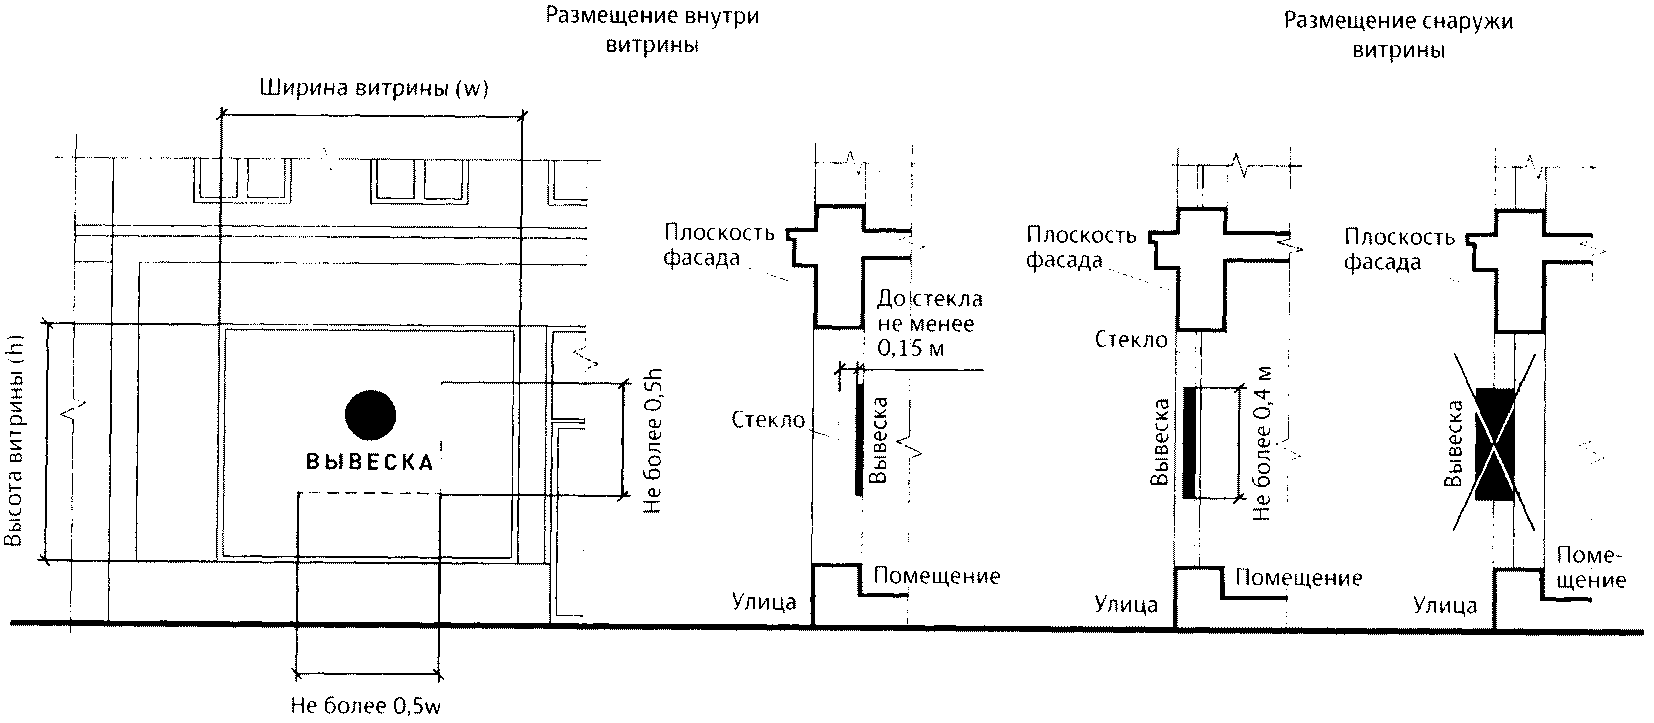 Размещение внутри
витрины
Размещение снаружи
витрины
Ширина витрины (w)
Высота витрины (h)
ВЫВЕСКА
Не более 0,5h
Не более 0,5w
Плоскость
фасада
До стекла
не менее
0,15 м
Стекло
Вывеска
Помещение
Улица
Плоскость
фасада
Стекло
Вывеска
Не более 0,4 м
Помещение
Улица
Плоскость
фасада
Вывеска
Поме-
щение
Улица